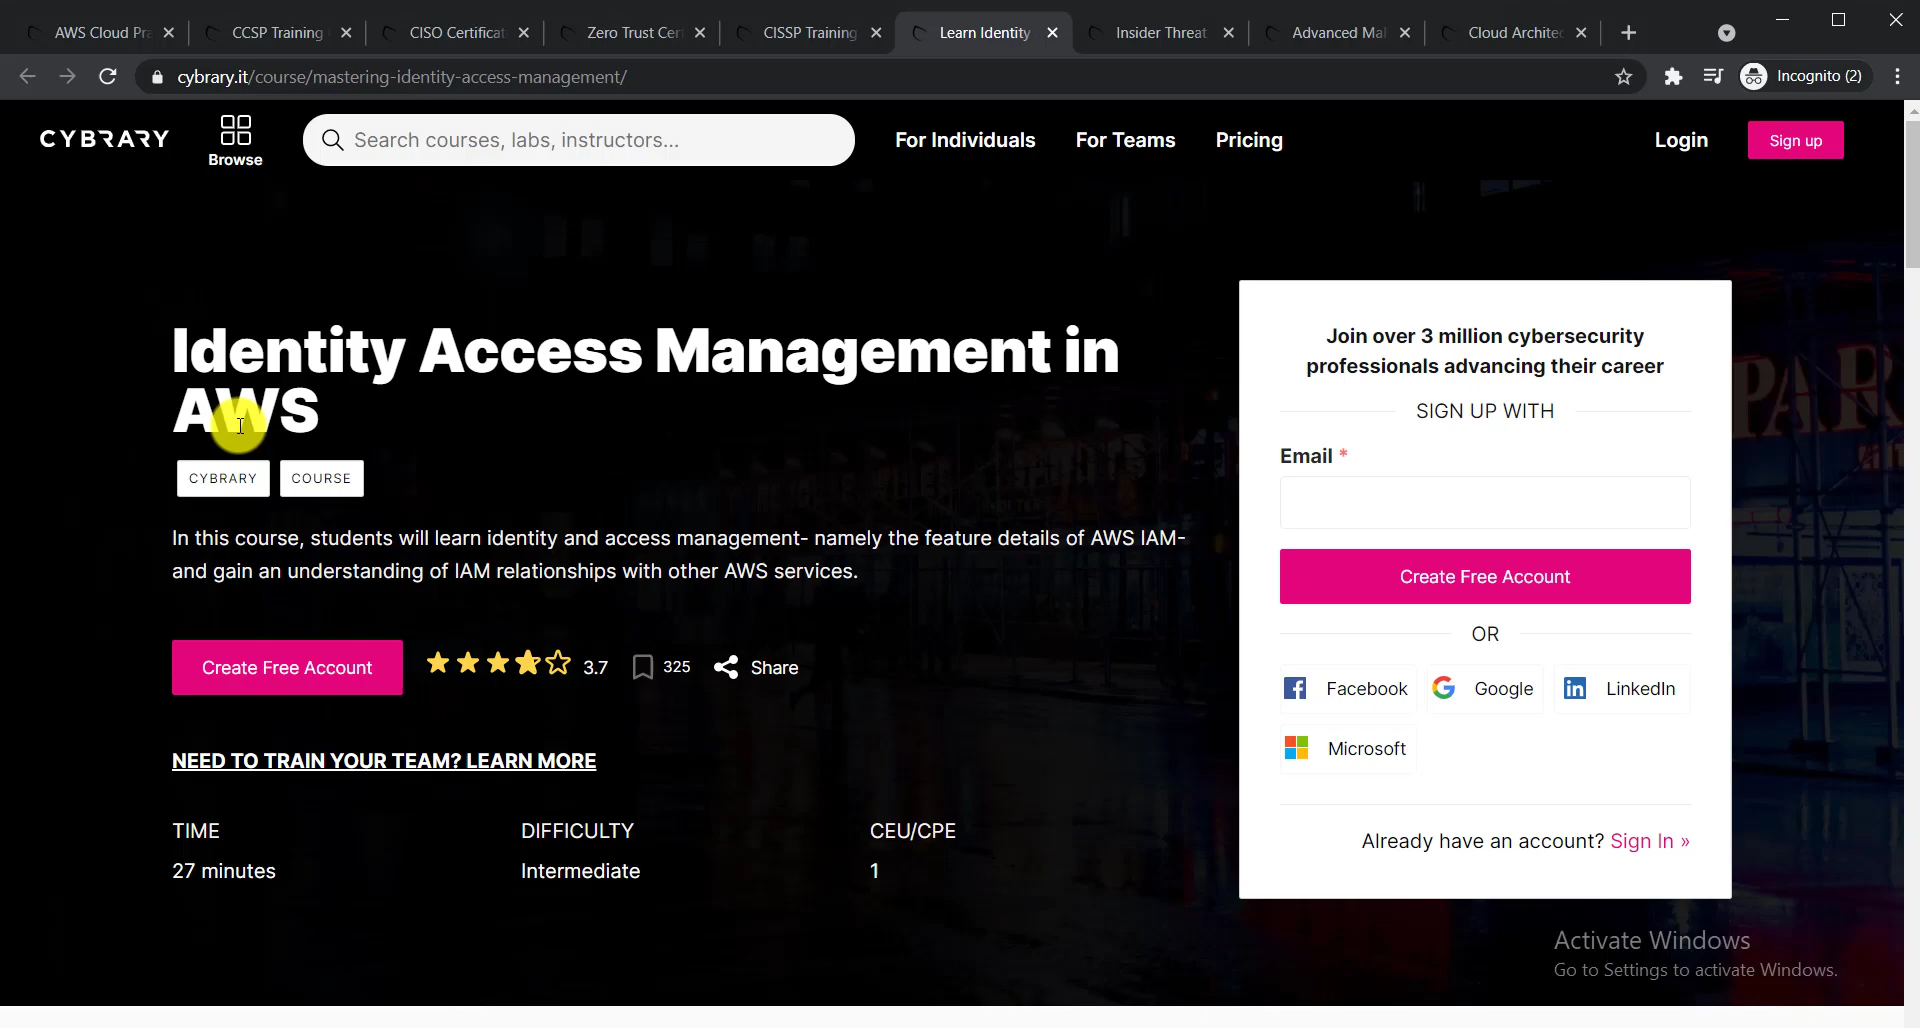 AWS Cloud Pra
CCSP Training
CISO Certificat
Zero Trust Cer
CISSP Training
Learn Identity
Insider Threat
Advanced Mal
Cloud Architec
cybrary.it/course/mastering-identity-access-management/
Incognito (2)
CYBRARY
Browse
Search courses, labs, instructors...
For Individuals
For Teams
Pricing
Login
Sign up
Identity Access Management in
AWS
CYBRARY
COURSE
In this course, students will learn identity and access management- namely the feature details of AWS IAM-
and gain an understanding of IAM relationships with other AWS services.
Create Free Account
3.7
325
Share
NEED TO TRAIN YOUR TEAM? LEARN MORE
TIME
DIFFICULTY
CEU/CPE
27 minutes
Intermediate
1
Join over 3 million cybersecurity
professionals advancing their career
SIGN UP WITH
Email *
Create Free Account
OR
Facebook
Google
LinkedIn
Microsoft
Already have an account? Sign In »
Activate Windows
Go to Settings to activate Windows.